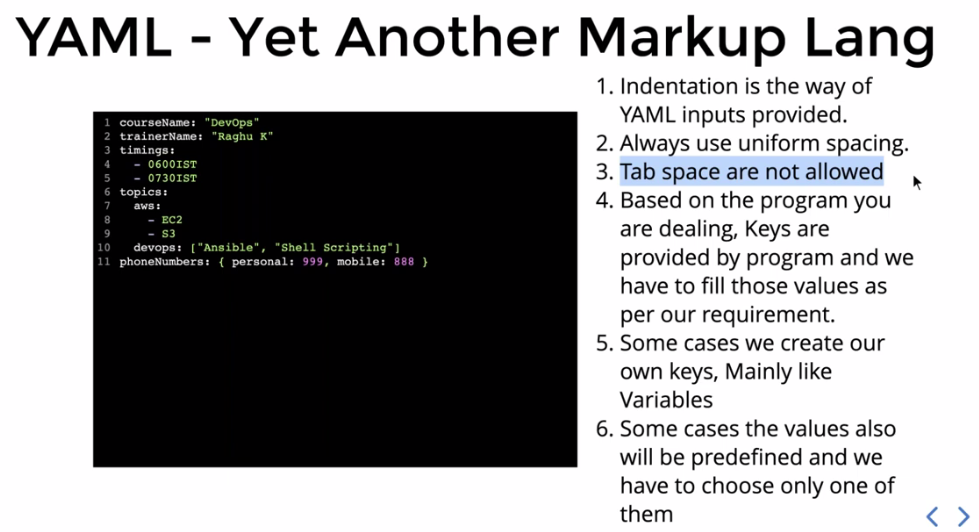 YAML - Yet Another Markup Lang
1 courseName: "DevOps"
2 trainerName: "Raghu K"
3 timings:
4   - 0600IST
5   - 0730IST
6 topics:
7   aws:
8     - EC2
9     - S3
10   devops: ["Ansible", "Shell Scripting"]
11 phoneNumbers: { personal: 999, mobile: 888 }
1. Indentation is the way of
YAML inputs provided.
2. Always use uniform spacing.
3. Tab space are not allowed
4. Based on the program you
are dealing, Keys are
provided by program and we
have to fill those values as
per our requirement.
5. Some cases we create our
own keys, Mainly like
Variables
6. Some cases the values also
will be predefined and we
have to choose only one of
them